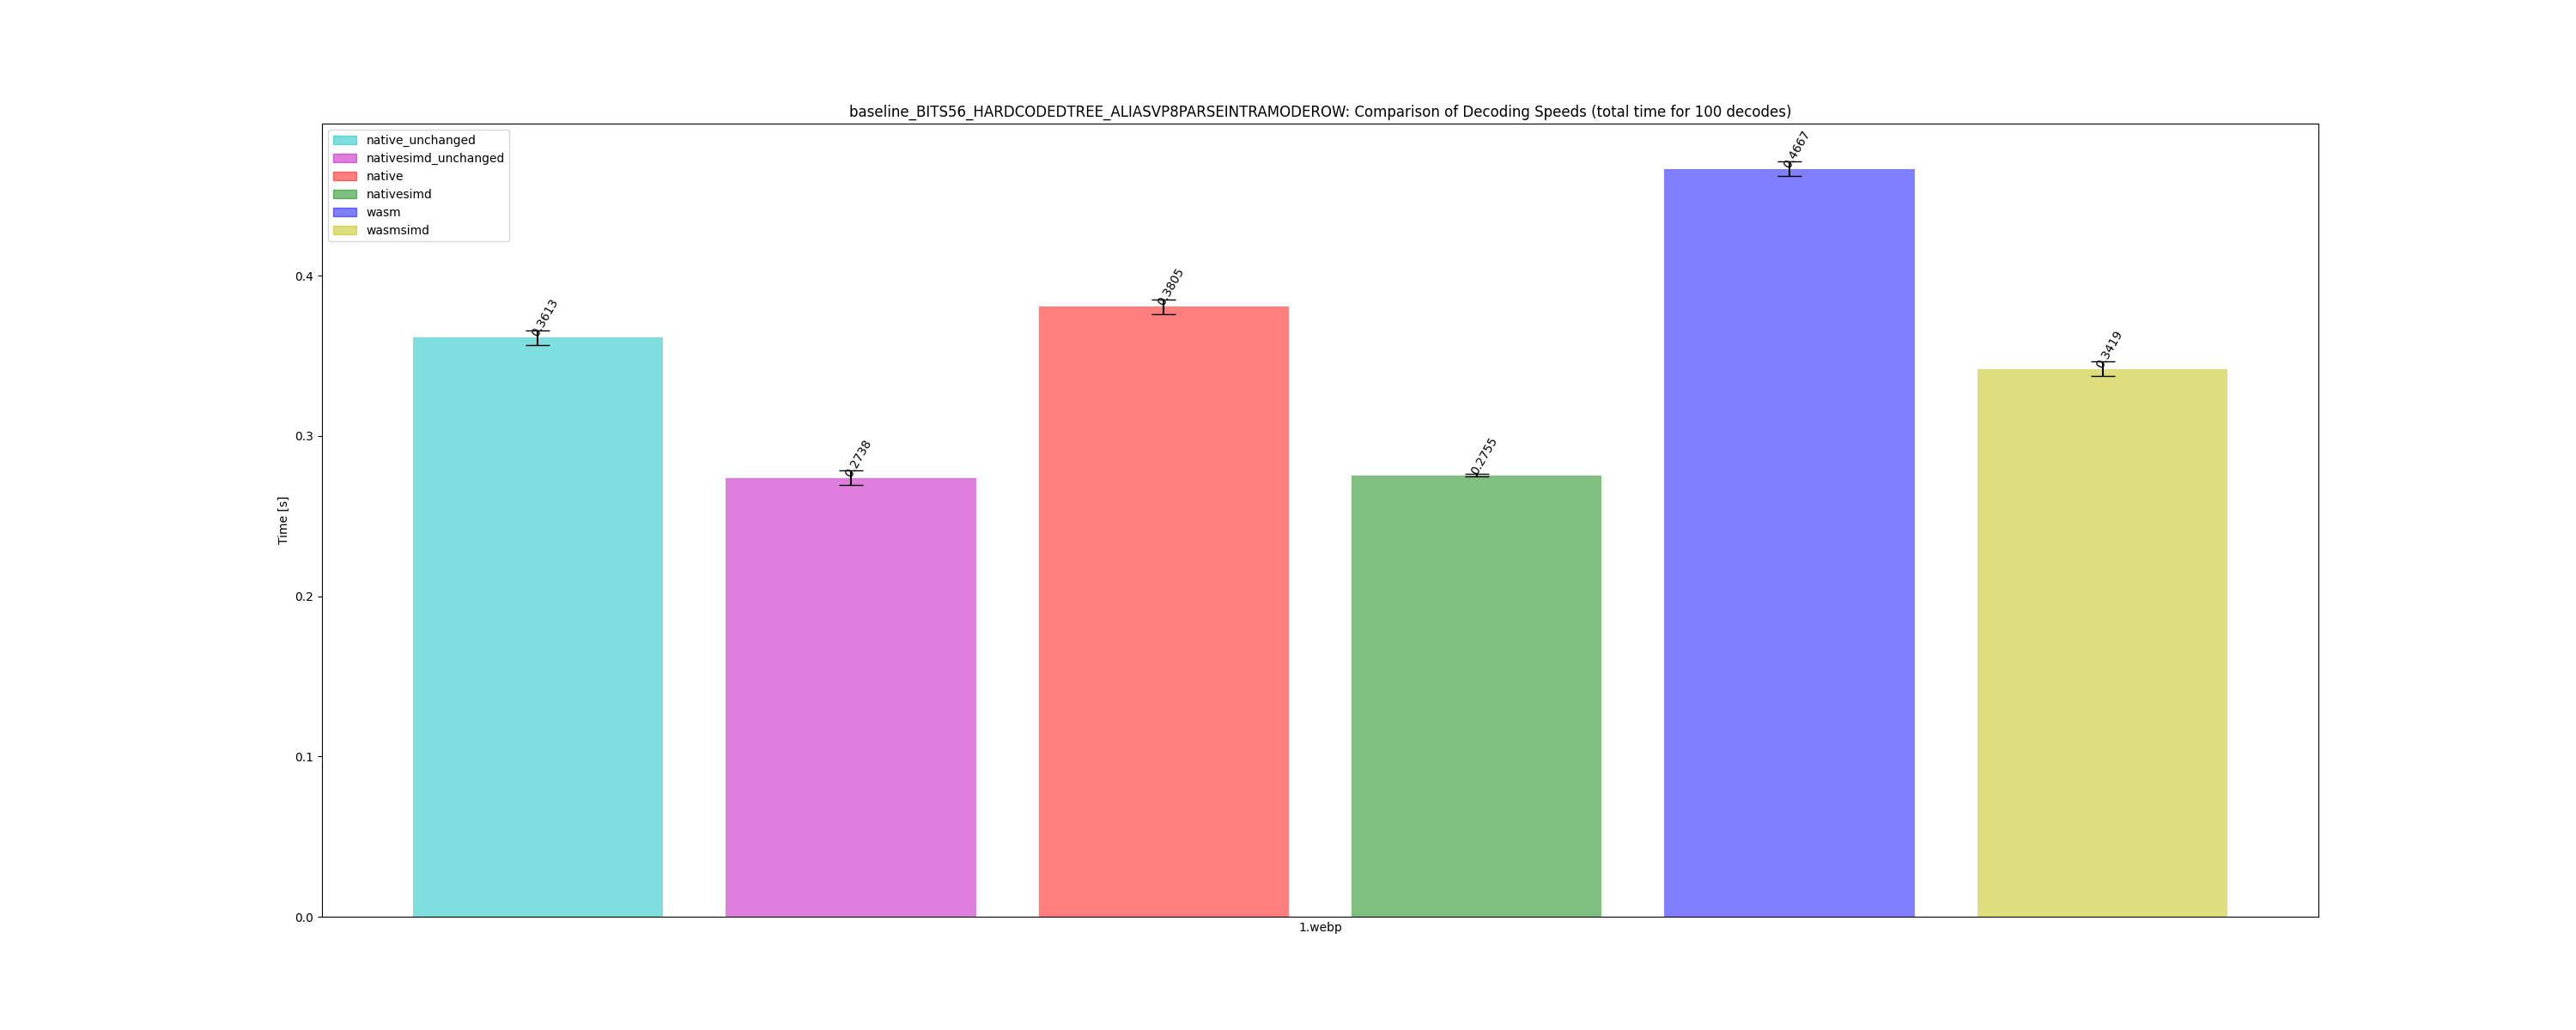 baseline_BITS56_HARDCODEDTREE_ALIASVP8PARSEINTRAMODEROW: Comparison of Decoding Speeds (total time for 100 decodes)
native_unchanged
nativesimd_unchanged
native
nativesimd
wasm
wasmsimd
0.3613
0.2738
0.3805
0.2755
0.4667
0.3419
0.4
0.3
0.2
0.1
0.0
Time [s]
1.webp